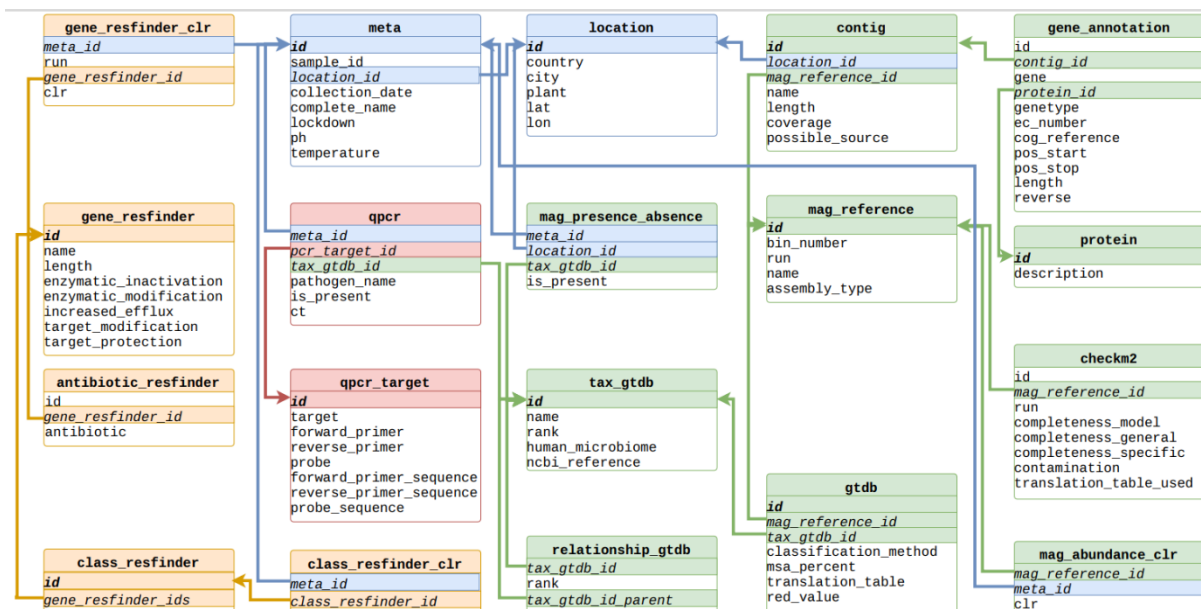 gene_resfinder_clr
meta_id
run
gene_resfinder_id
clr
meta
id
sample_id
location_id
collection_date
complete_name
lockdown
ph
temperature
location
id
country
city
plant
lat
lon
contig
id
location_id
mag_reference_id
name
length
coverage
possible_source
gene_annotation
id
contig_id
gene
protein_id
genetype
ec_number
cog_reference
pos_start
pos_stop
length
reverse
gene_resfinder
id
name
length
enzymatic_inactivation
enzymatic_modification
increased_efflux
target_modification
target_protection
qpcr
meta_id
pcr_target_id
tax_gtdb_id
pathogen_name
is_present
ct
mag_presence_absence
meta_id
location_id
tax_gtdb_id
is_present
mag_reference
id
bin_number
run
name
assembly_type
protein
id
description
antibiotic_resfinder
id
gene_resfinder_id
antibiotic
qpcr_target
id
target
forward_primer
reverse_primer
probe
forward_primer_sequence
reverse_primer_sequence
probe_sequence
tax_gtdb
id
name
rank
human_microbiome
ncbi_reference
gtdb
id
mag_reference_id
tax_gtdb_id
classification_method
msa_percent
translation_table
red_value
checkm2
id
mag_reference_id
run
completeness_model
completeness_general
completeness_specific
contamination
translation_table_used
class_resfinder
id
gene_resfinder_ids
class_resfinder_clr
meta_id
class_resfinder_id
relationship_gtdb
tax_gtdb_id
rank
tax_gtdb_id_parent
mag_abundance_clr
mag_reference_id
meta_id
clr